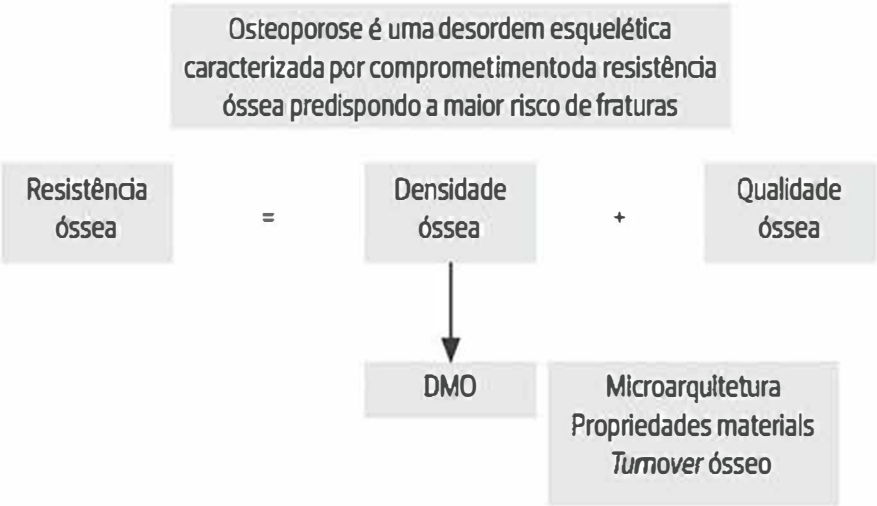 Osteoporose é uma desordem esquelética
caracterizada por comprometimentoda resistência
óssea predispondo a maior risco de fraturas
Resistência
óssea
=
Densidade
óssea
+
Qualidade
óssea
DMO
Microarquitetura
Propriedades materials
Turnover ósseo